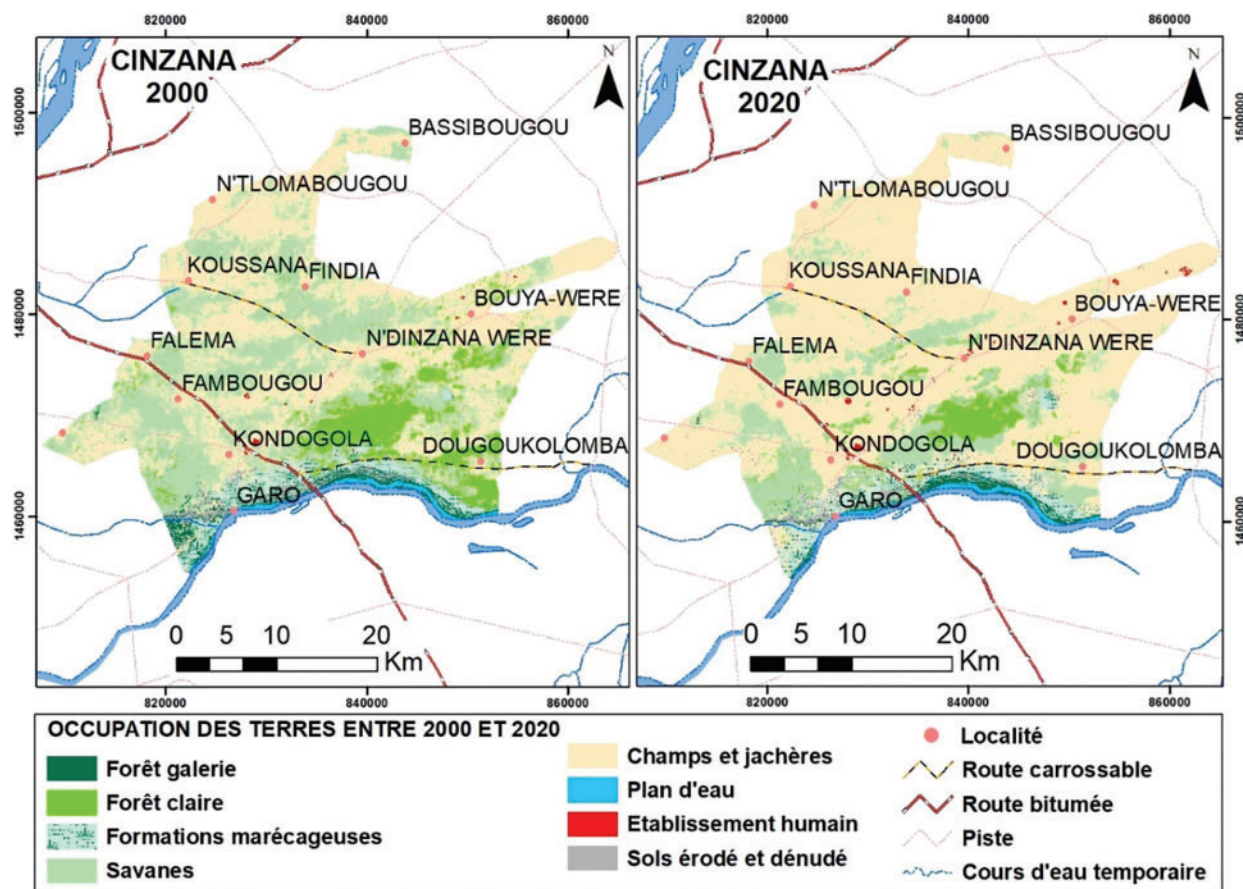 820000 840000 860000
820000 840000 860000
CINZANA
2000
N
1500000
1480000
1460000
BASSIBOUGOU
N'TLOMABOUGOU
KOUSSANA
FINDIA
BOUYA-WERE
N'DINZANA WERE
FALEMA
FAMBOUGOU
KONDOGOLA
DOUGOUKOLOMBA
GARO
0 5 10 20
Km
820000 840000 860000
CINZANA
2020
N
1500000
1480000
1460000
BASSIBOUGOU
N'TLOMABOUGOU
KOUSSANA
FINDIA
BOUYA-WERE
N'DINZANA WERE
FALEMA
FAMBOUGOU
KONDOGOLA
DOUGOUKOLOMBA
GARO
0 5 10 20
Km
820000 840000 860000
OCCUPATION DES TERRES ENTRE 2000 ET 2020
Forêt galerie
Forêt claire
Formations marécageuses
Savanes
Champs et jachères
Plan d'eau
Etablissement humain
Sols érodé et dénudé
Localité
Route carrossable
Route bitumée
Piste
Cours d'eau temporaire